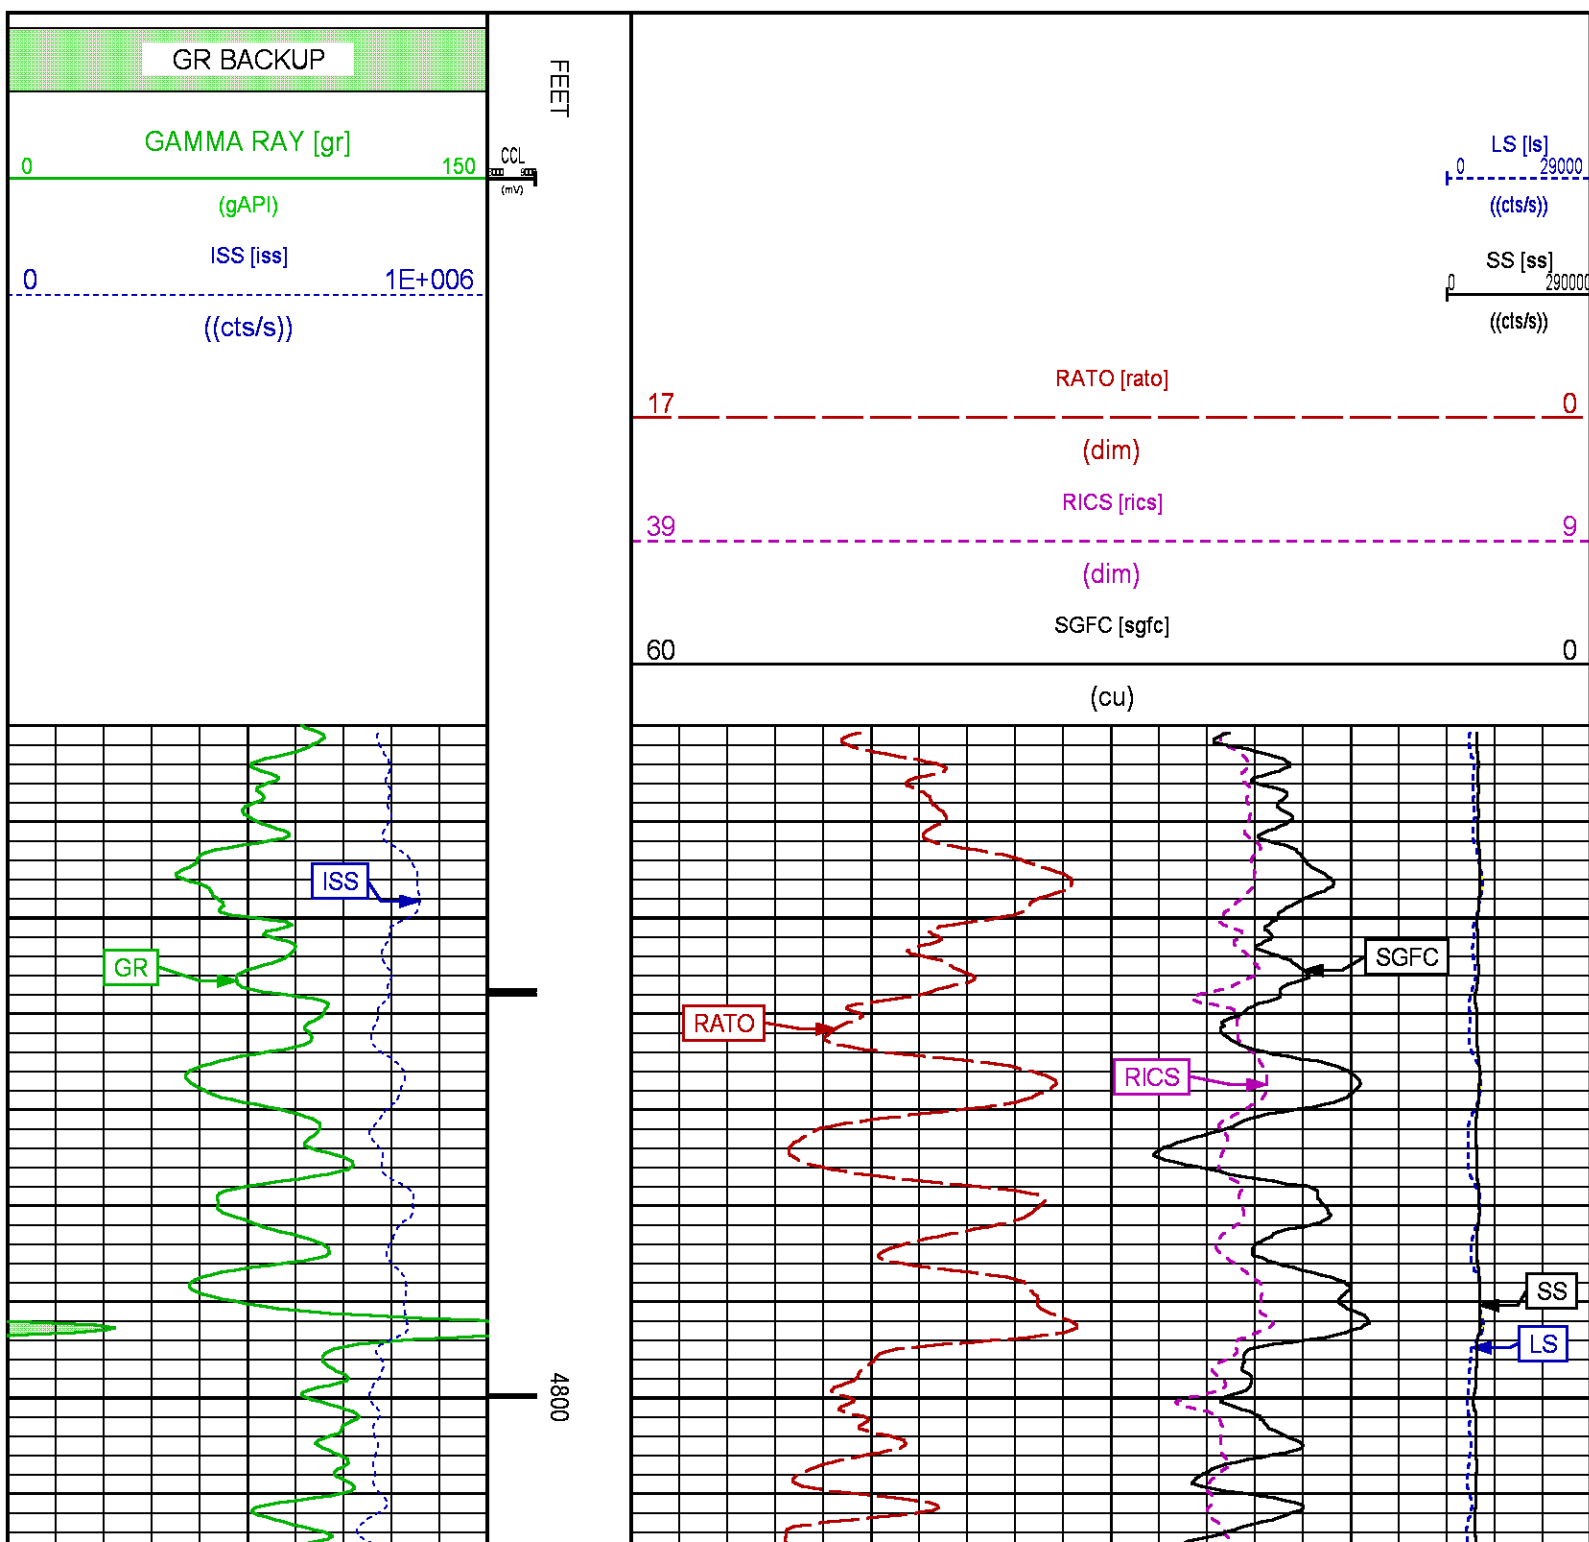 GR BACKUP
GAMMA RAY [gr]
0 150
(gAPI)
ISS [iss]
0 1E+006
((cts/s))
FEET
CCL
(mV)
LS [ls]
0 29000
((cts/s))
SS [ss]
0 290000
((cts/s))
RATO [rato]
17 0
(dim)
RICS [rics]
39 9
(dim)
SGFC [sgfc]
60 0
(cu)
ISS
GR
SGFC
RATO
RICS
SS
LS
4800